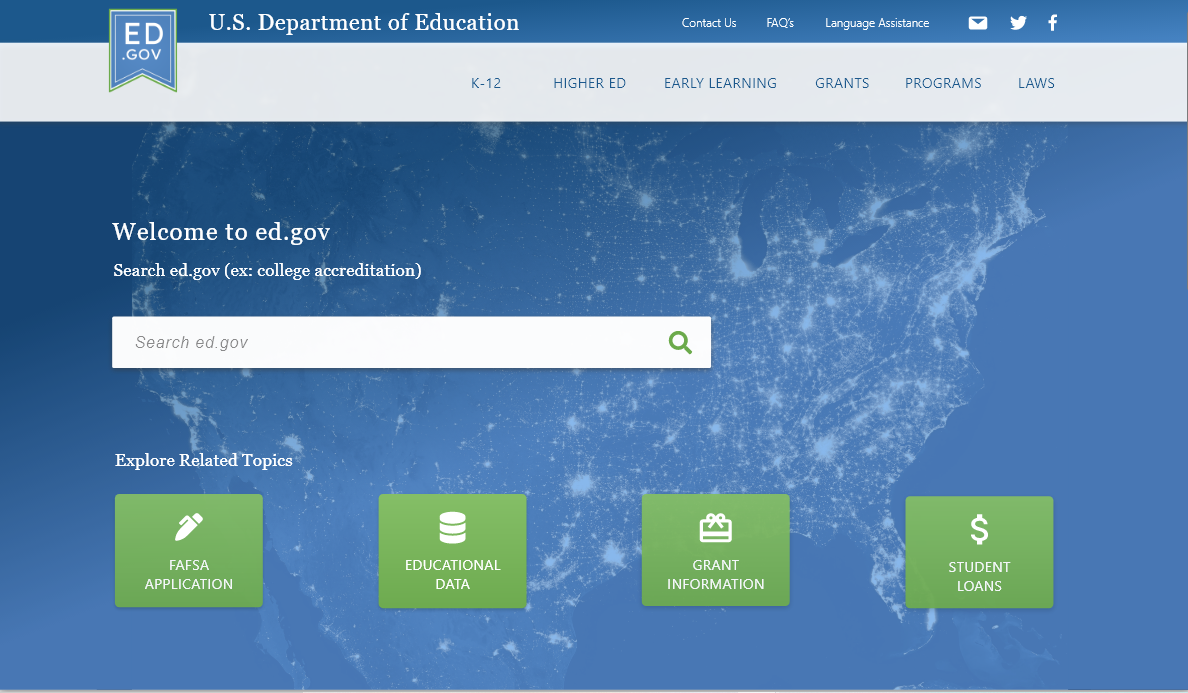 ED
.GOV
U.S. Department of Education
Contact Us
FAQ's
Language Assistance
K-12
HIGHER ED
EARLY LEARNING
GRANTS
PROGRAMS
LAWS
Welcome to ed.gov
Search ed.gov (ex: college accreditation)
Search ed.gov
Explore Related Topics
FAFSA
APPLICATION
EDUCATIONAL
DATA
GRANT
INFORMATION
STUDENT
LOANS